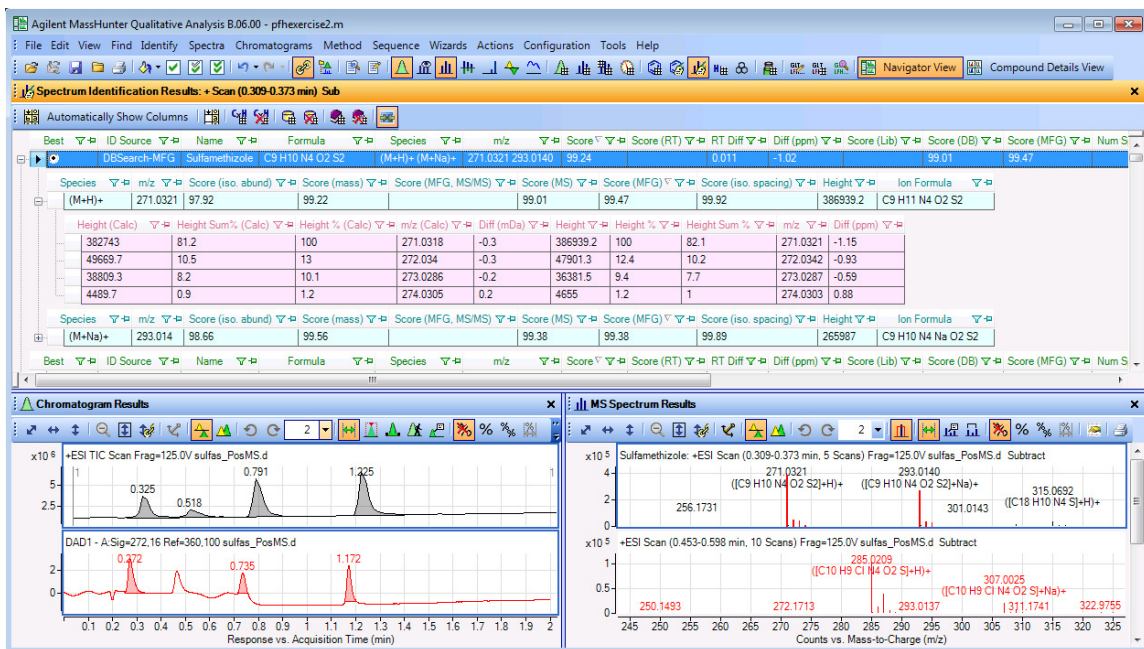 Agilent MassHunter Qualitative Analysis B.06.00 - pfhexercise2.m
File Edit View Find Identify Spectra Chromatograms Method Sequence Wizards Actions Configuration Tools Help
Navigator View Compound Details View
Spectrum Identification Results: + Scan (0.309-0.373 min) Sub
Automatically Show Columns
Best ID Source Name Formula Species m/z Score Score (RT) RT Diff Diff (ppm) Score (Lib) Score (DB) Score (MFG) Num S
DBSearch-MFG Sulfamethizole C9 H10 N4 O2 S2 (M+H)+ (M+Na)+ 271.0321 293.0140 99.24 0.011 -1.02 99.01 99.47
Species m/z Score (iso. abund) Score (mass) Score (MFG, MS/MS) Score (MS) Score (MFG) Score (iso. spacing) Height Ion Formula
(M+H)+ 271.0321 97.92 99.22 99.01 99.47 99.92 386939.2 C9 H11 N4 O2 S2
Height (Calc) Height Sum% (Calc) Height % (Calc) m/z (Calc) Diff (mDa) Height Height % Height Sum % m/z Diff (ppm)
382743 81.2 100 271.0318 -0.3 386939.2 100 82.1 271.0321 -1.15
49669.7 10.5 13 272.034 -0.3 47901.3 12.4 10.2 272.0342 -0.93
38809.3 8.2 10.1 273.0286 -0.2 36381.5 9.4 7.7 273.0287 -0.59
4489.7 0.9 1.2 274.0305 0.2 4655 1.2 1 274.0303 0.88
Species m/z Score (iso. abund) Score (mass) Score (MFG, MS/MS) Score (MS) Score (MFG) Score (iso. spacing) Height Ion Formula
(M+Na)+ 293.014 98.66 99.56 99.38 99.38 99.89 265987 C9 H10 N4 Na O2 S2
Best ID Source Name Formula Species m/z Score Score (RT) RT Diff Diff (ppm) Score (Lib) Score (DB) Score (MFG) Num S
Chromatogram Results
2
x10 6 +ESI TIC Scan Frag=125.0V sulfas_PosMS.d
1 1
0.325 0.518 0.791 1.225
5
2.5
DAD1 - A:Sig=272,16 Ref=360,100 sulfas_PosMS.d
0.272 0.735 1.172
2
0
0.1 0.2 0.3 0.4 0.5 0.6 0.7 0.8 0.9 1 1.1 1.2 1.3 1.4 1.5 1.6 1.7 1.8 1.9 2
Response vs. Acquisition Time (min)
MS Spectrum Results
2
x10 5 Sulfamethizole: +ESI Scan (0.309-0.373 min, 5 Scans) Frag=125.0V sulfas_PosMS.d Subtract
4
2
0
271.0321 293.0140
([C9 H10 N4 O2 S2]+H)+ ([C9 H10 N4 O2 S2]+Na)+
315.0692
([C18 H10 N4 S]+H)+
256.1731 301.0143
x10 5 +ESI Scan (0.453-0.598 min, 10 Scans) Frag=125.0V sulfas_PosMS.d Subtract
1
0.5
0
285.0209
([C10 H9 Cl N4 O2 S]+H)+
307.0025
([C10 H9 Cl N4 O2 S]+Na)+
250.1493 272.1713 293.0137 311.1741 322.9755
245 250 255 260 265 270 275 280 285 290 295 300 305 310 315 320 325
Counts vs. Mass-to-Charge (m/z)